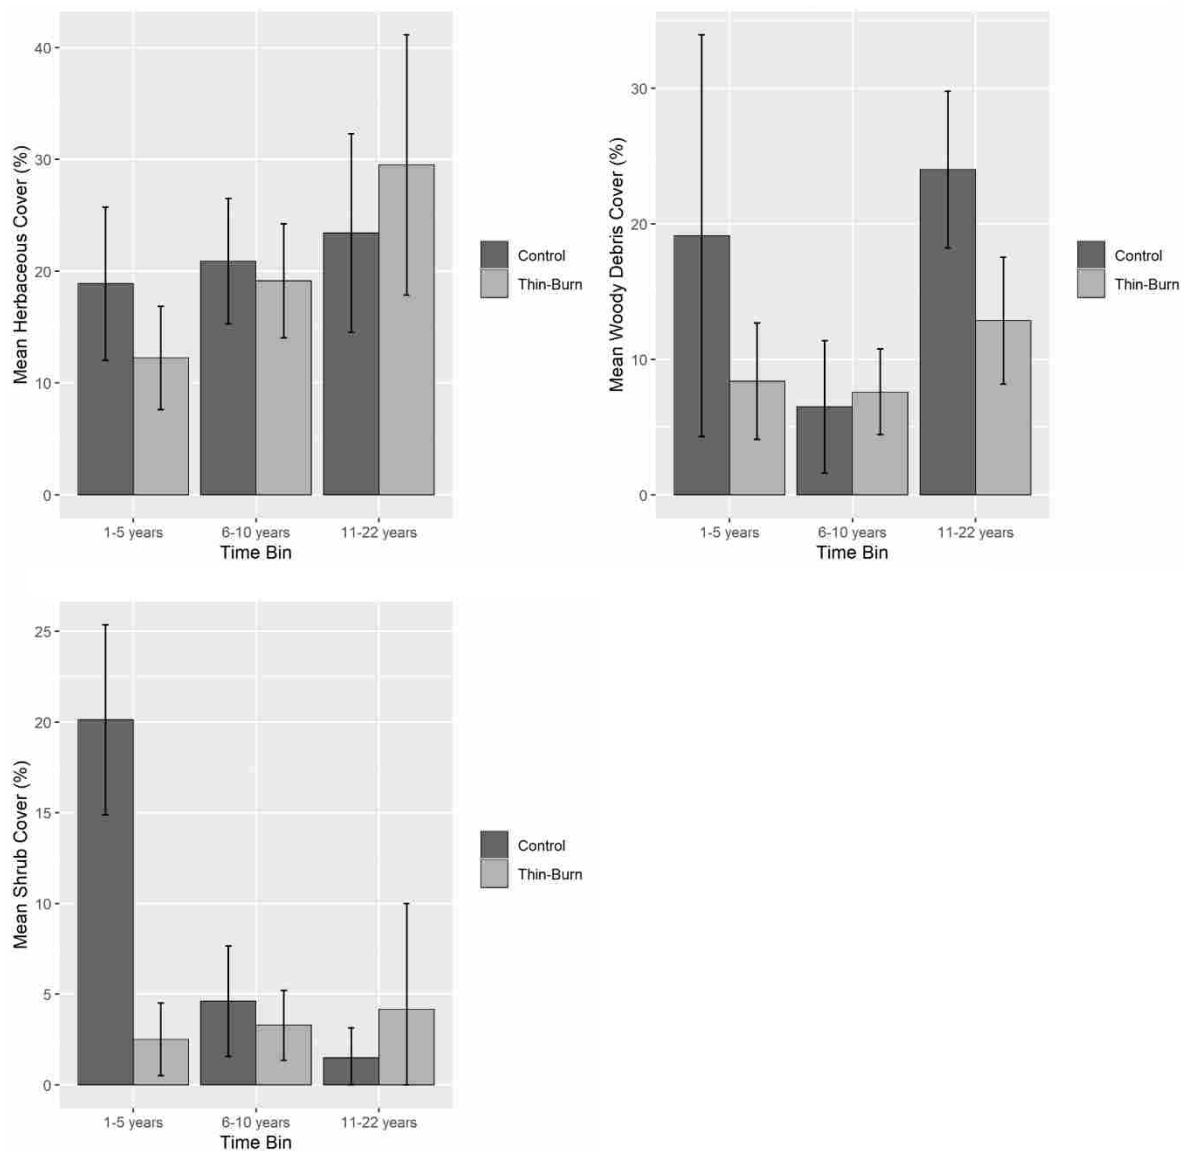 Mean Herbaceous Cover (%)
40
30
20
10
0
1-5 years 6-10 years 11-22 years
Time Bin
Control
Thin-Burn
Mean Woody Debris Cover (%)
30
20
10
0
1-5 years 6-10 years 11-22 years
Time Bin
Control
Thin-Burn
Mean Shrub Cover (%)
25
20
15
10
5
0
1-5 years 6-10 years 11-22 years
Time Bin
Control
Thin-Burn